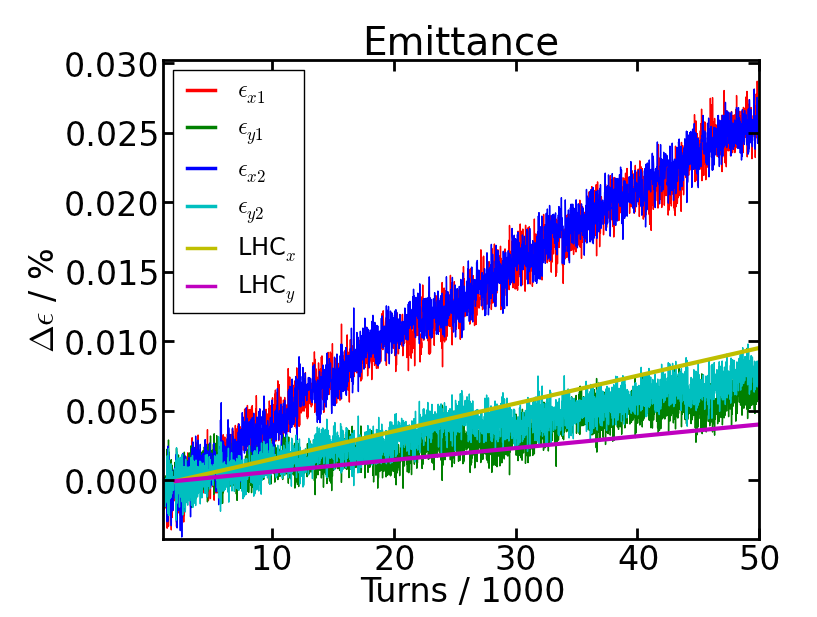 Emittance
0.030
0.025
0.020
0.015
0.010
0.005
0.000
Δϵ / %
ϵx1
ϵy1
ϵx2
ϵy2
LHCx
LHCy
10
20
30
40
50
Turns / 1000